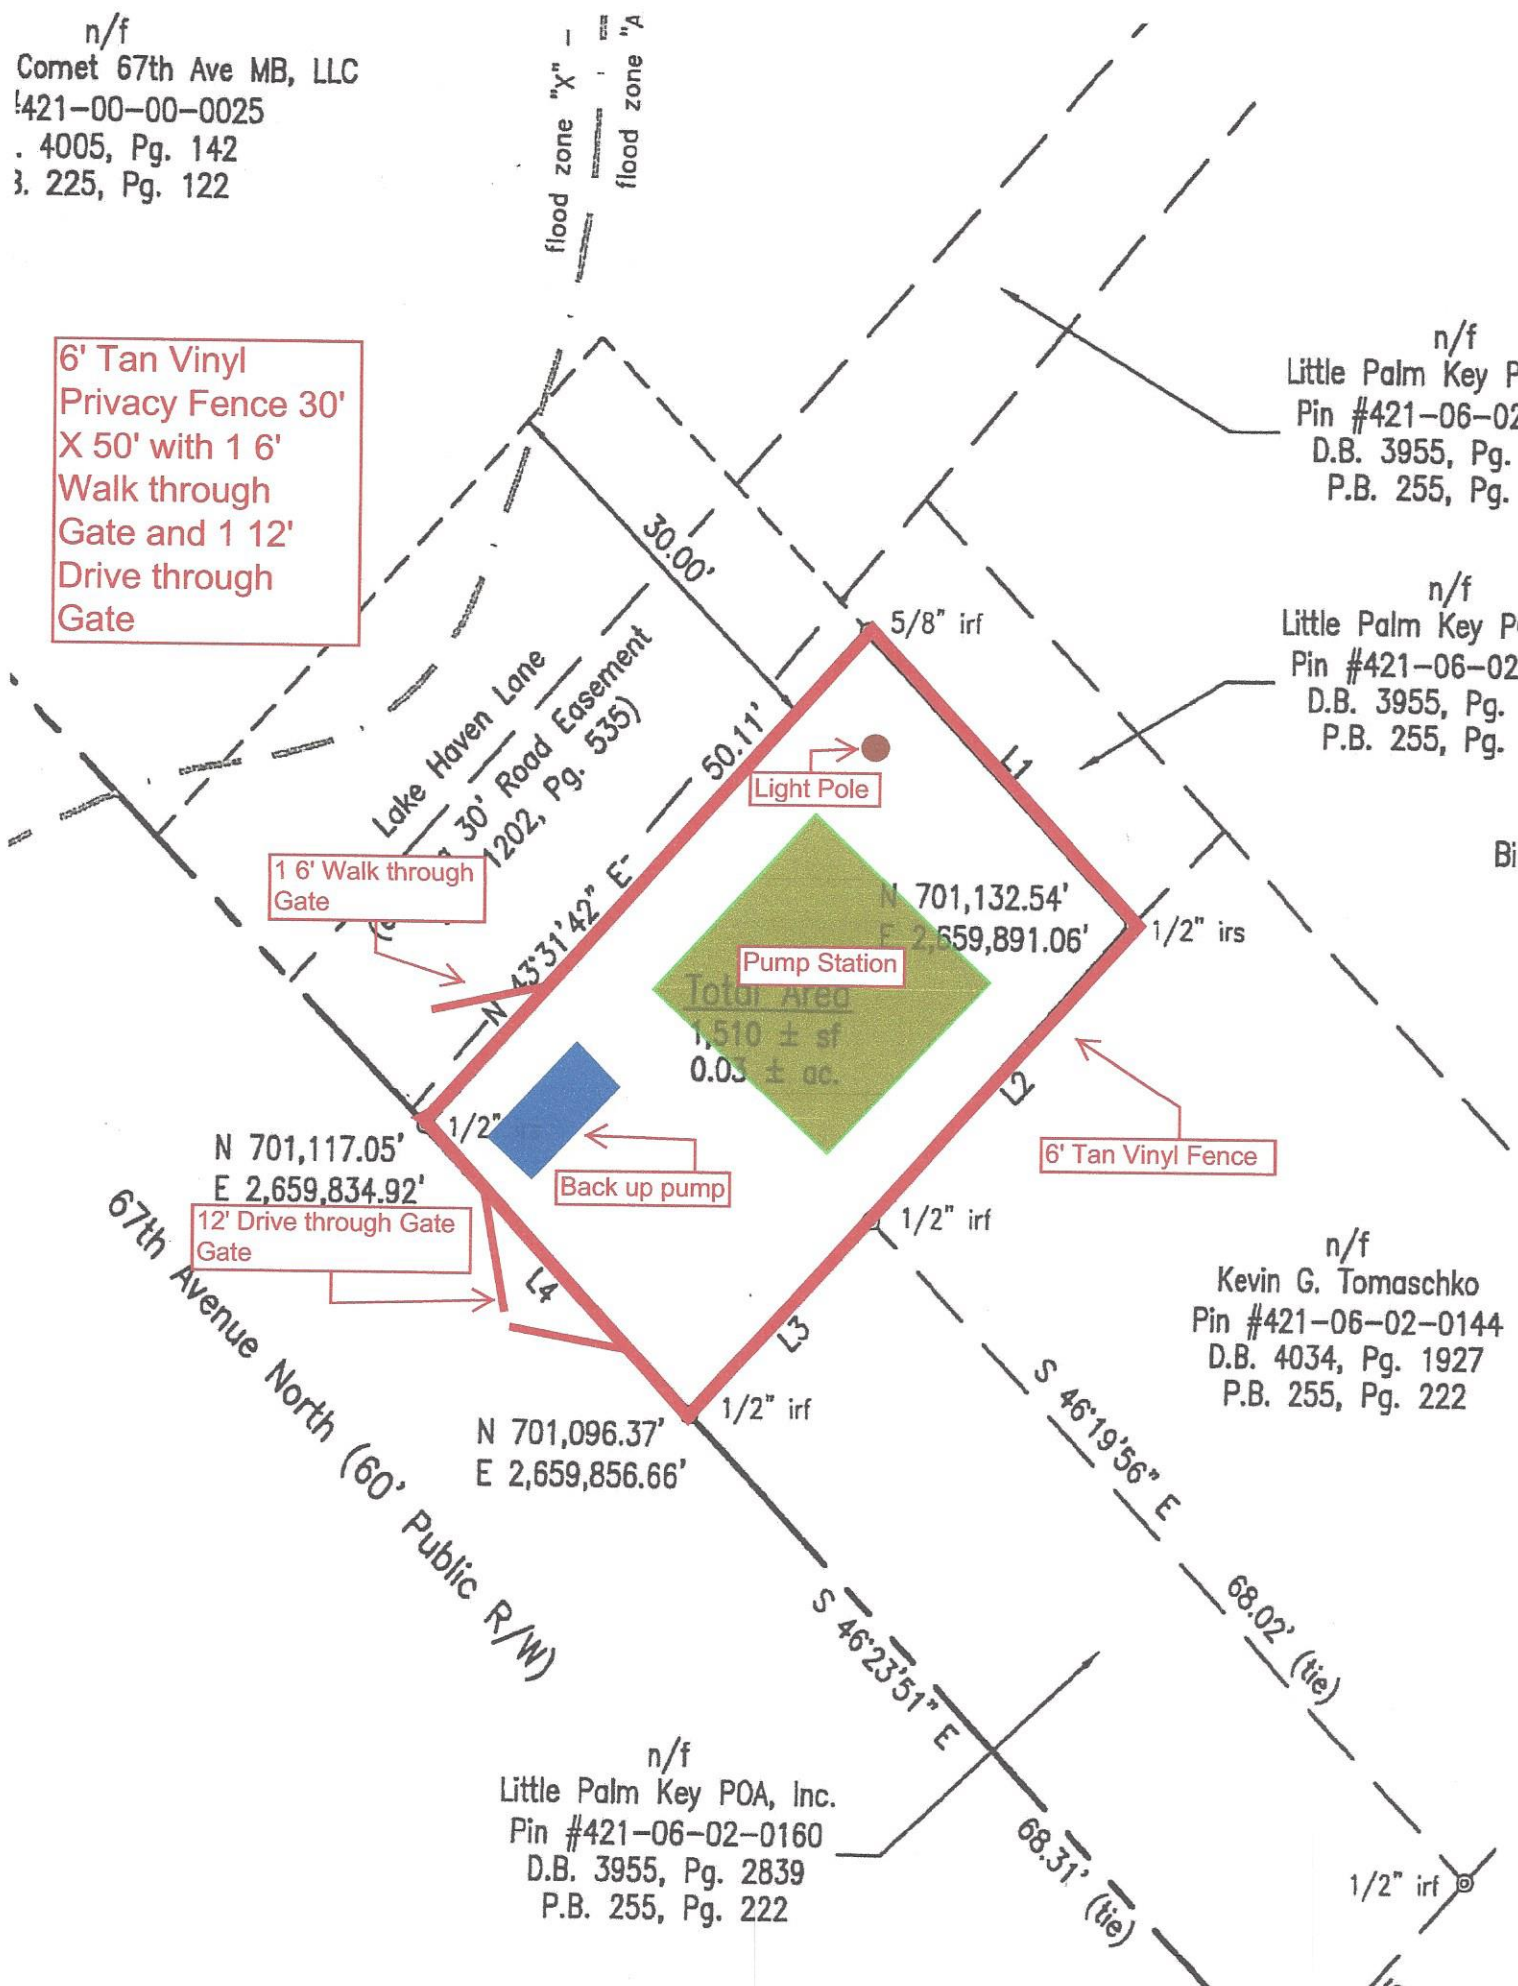 n/f
Comet 67th Ave MB, LLC
421-00-00-0025
. 4005, Pg. 142
. 225, Pg. 122
flood zone "X" -
flood zone "A
6' Tan Vinyl
Privacy Fence 30'
X 50' with 1 6'
Walk through
Gate and 1 12'
Drive through
Gate
n/f
Little Palm Key P
Pin #421-06-02
D.B. 3955, Pg.
P.B. 255, Pg.
30.00'
5/8" irf
n/f
Little Palm Key P
Pin #421-06-02
D.B. 3955, Pg.
P.B. 255, Pg.
Lake Haven Lane
30' Road Easement
1202, Pg. 535)
50.11'
L1
Light Pole
Bi
1 6' Walk through
Gate
N 43°31'42" E
N 701,132.54'
E 2,659,891.06'
1/2" irs
Pump Station
Total Area
1,510 ± sf
0.03 ± ac.
L2
1/2"
N 701,117.05'
E 2,659,834.92'
Back up pump
6' Tan Vinyl Fence
12' Drive through Gate
Gate
L4
1/2" irf
L3
67th Avenue North (60' Public R/W)
n/f
Kevin G. Tomaschko
Pin #421-06-02-0144
D.B. 4034, Pg. 1927
P.B. 255, Pg. 222
1/2" irf
N 701,096.37'
E 2,659,856.66'
S 46°19'56" E
68.02' (tie)
S 46°23'51" E
68.31' (tie)
n/f
Little Palm Key POA, Inc.
Pin #421-06-02-0160
D.B. 3955, Pg. 2839
P.B. 255, Pg. 222
1/2" irf